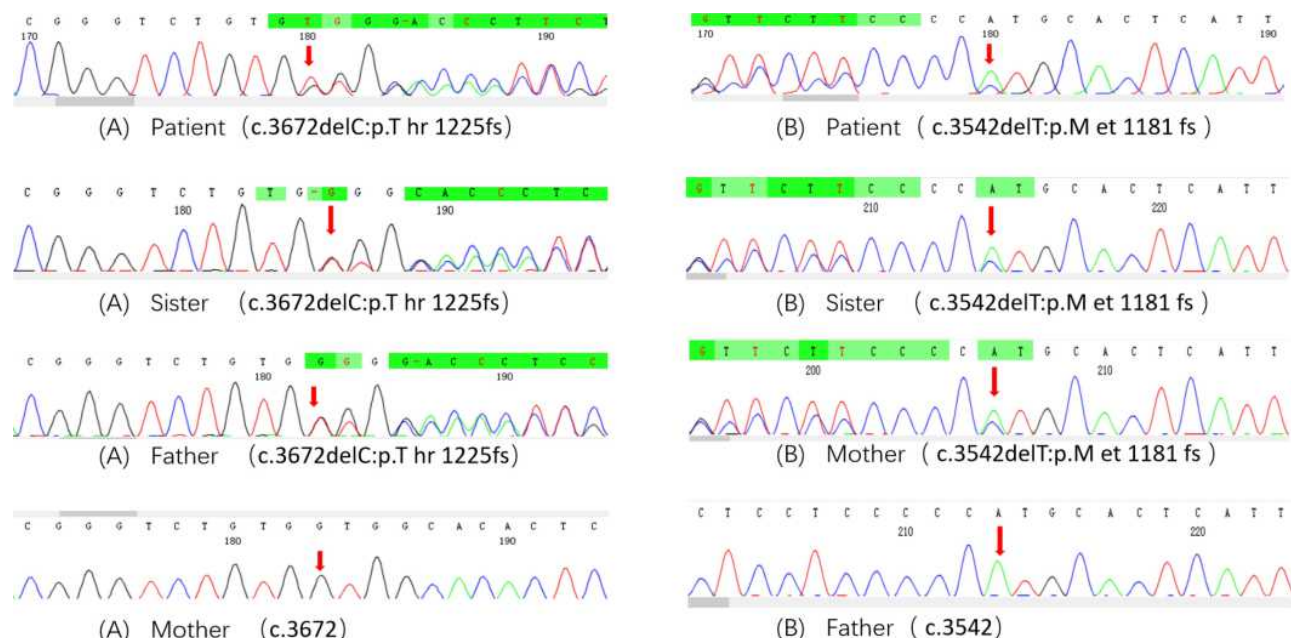 C G G G T C T G T G T G G G - A C C C T T C T
170 180 190
(A) Patient (c.3672delC:p.T hr 1225fs)
G T T C T T C C C C A T G C A C T C A T T
170 180 190
(B) Patient ( c.3542delT:p.M et 1181 fs )
C G G G T C T G T G - G G G C A C C C T C
180 190
(A) Sister (c.3672delC:p.T hr 1225fs)
G T T C T T C C C C A T G C A C T C A T T
210 220
(B) Sister ( c.3542delT:p.M et 1181 fs )
C G G G T C T G T G G G G G - A C C C T C C
180 190
(A) Father (c.3672delC:p.T hr 1225fs)
G T T C T T C C C C A T G C A C T C A T T
200 210
(B) Mother ( c.3542delT:p.M et 1181 fs )
C G G G T C T G T G G T G G C A C A C T C
180 190
(A) Mother (c.3672)
C T C C T C C C C C A T G C A C T C A T T
210 220
(B) Father ( c.3542)